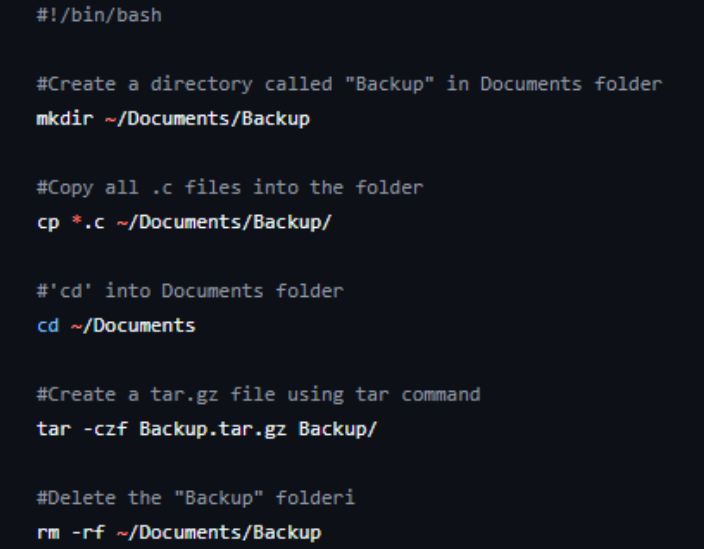 #!/bin/bash
#Create a directory called "Backup" in Documents folder
mkdir ~/Documents/Backup
#Copy all .c files into the folder
cp *.c ~/Documents/Backup/
#'cd' into Documents folder
cd ~/Documents
#Create a tar.gz file using tar command
tar -czf Backup.tar.gz Backup/
#Delete the "Backup" folderi
rm -rf ~/Documents/Backup